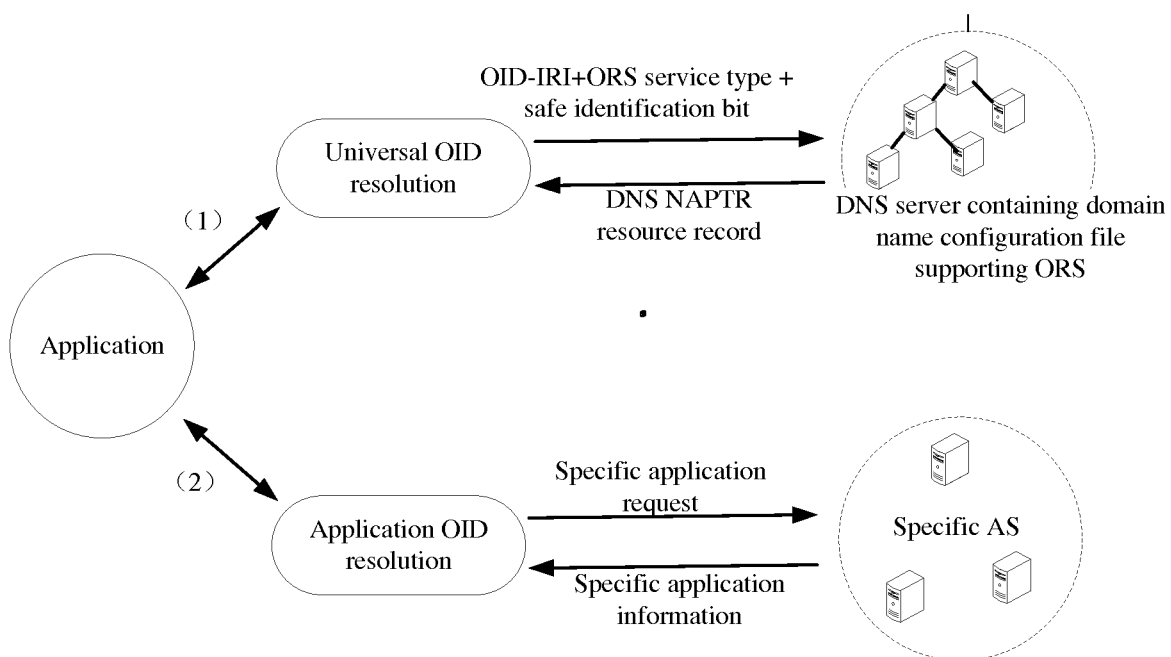 OID-IRI+ORS service type +
safe identification bit
Universal OID
resolution
DNS NAPTR
resource record
DNS server containing domain
name configuration file
supporting ORS
（1）
Application
（2）
Specific application
request
Application OID
resolution
Specific AS
Specific application
information